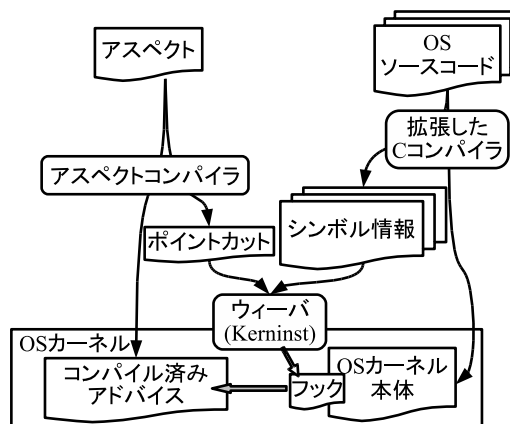 アスペクト
OS
ソースコード
拡張した
Cコンパイラ
アスペクトコンパイラ
ポイントカット
シンボル情報
ウィーバ
(Kerninst)
OSカーネル
コンパイル済み
アドバイス
フック
OSカーネル
本体